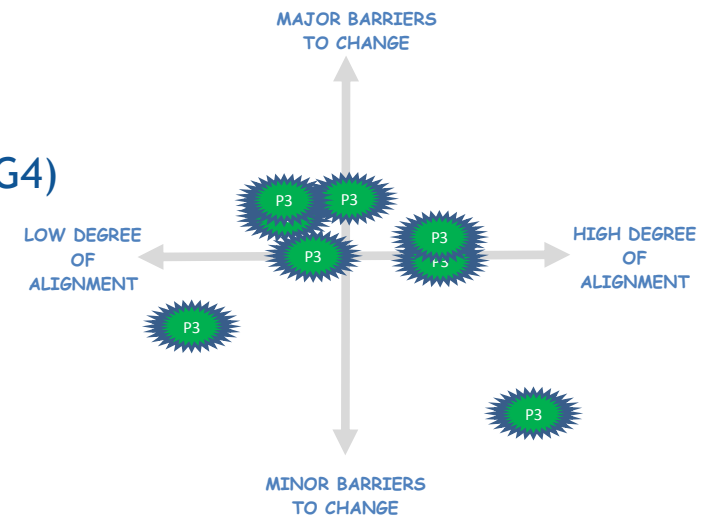 MAJOR BARRIERS
TO CHANGE
G4)
P3
P3
LOW DEGREE
OF
ALIGNMENT
P3
P3
P3
HIGH DEGREE
OF
ALIGNMENT
P3
P3
MINOR BARRIERS
TO CHANGE